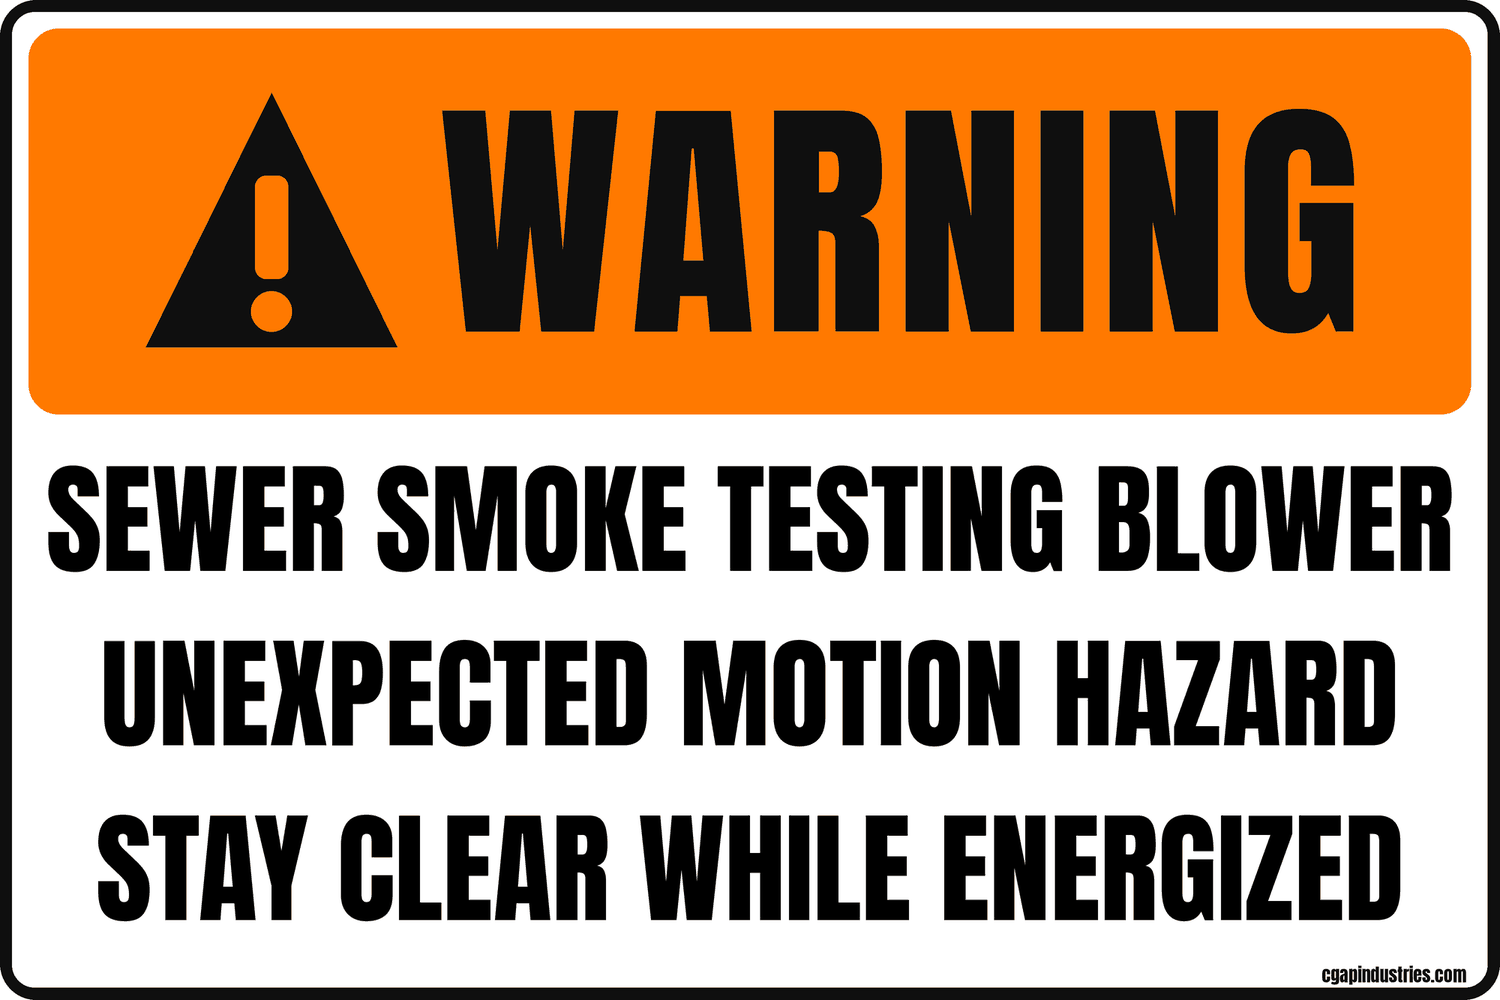 WARNING
SEWER SMOKE TESTING BLOWER
UNEXPECTED MOTION HAZARD
STAY CLEAR WHILE ENERGIZED
cgapindustries.com